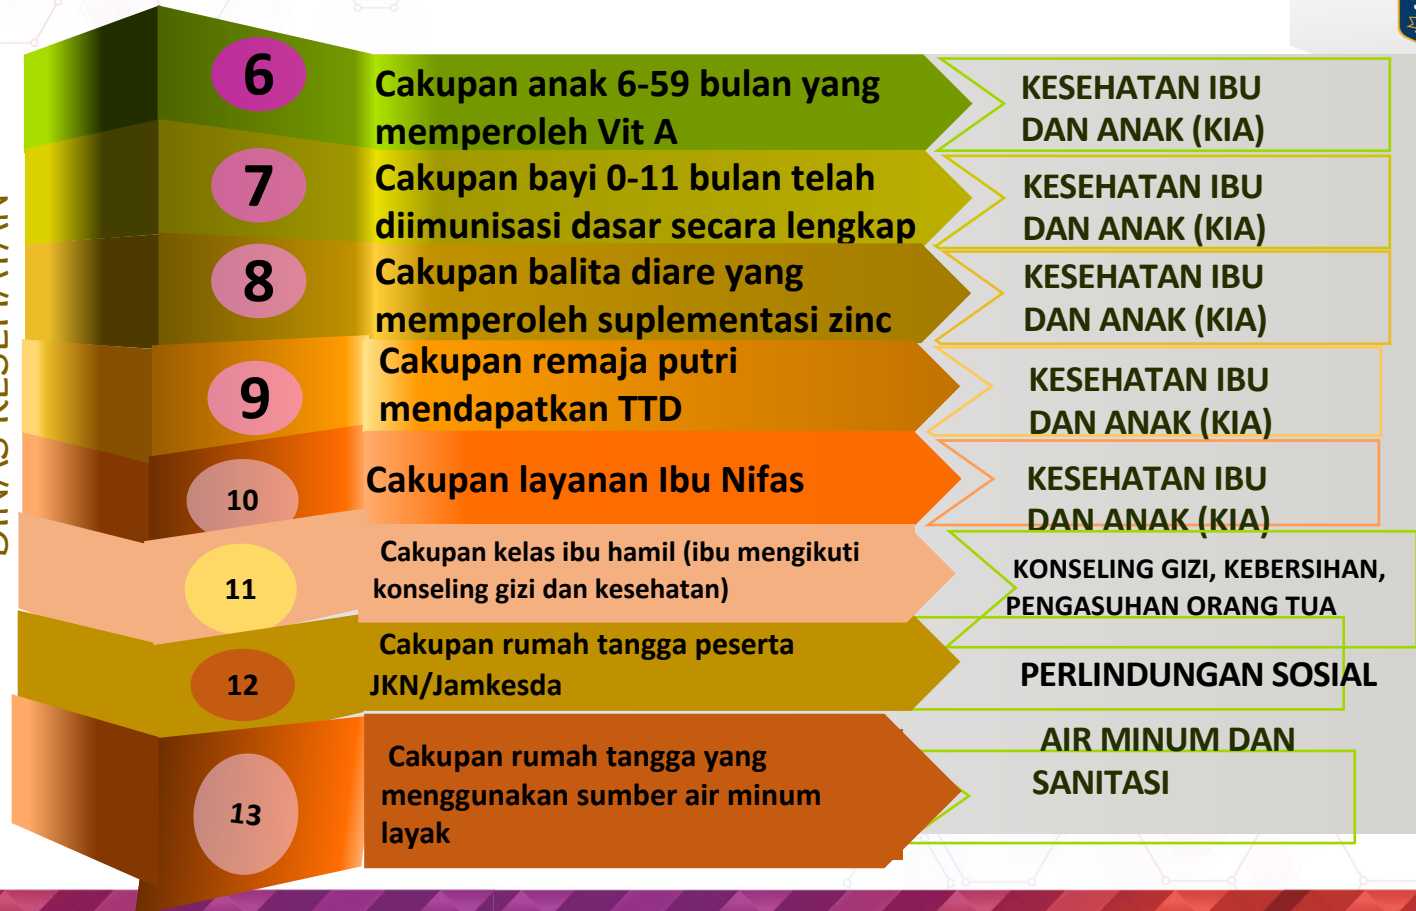 DINAS KESEHATAN
6
Cakupan anak 6-59 bulan yang
memperoleh Vit A
KESEHATAN IBU
DAN ANAK (KIA)
7
Cakupan bayi 0-11 bulan telah
diimunisasi dasar secara lengkap
KESEHATAN IBU
DAN ANAK (KIA)
8
Cakupan balita diare yang
memperoleh suplementasi zinc
KESEHATAN IBU
DAN ANAK (KIA)
9
Cakupan remaja putri
mendapatkan TTD
KESEHATAN IBU
DAN ANAK (KIA)
10
Cakupan layanan Ibu Nifas
KESEHATAN IBU
DAN ANAK (KIA)
11
Cakupan kelas ibu hamil (ibu mengikuti
konseling gizi dan kesehatan)
KONSELING GIZI, KEBERSIHAN,
PENGASUHAN ORANG TUA
12
Cakupan rumah tangga peserta
JKN/Jamkesda
PERLINDUNGAN SOSIAL
13
Cakupan rumah tangga yang
menggunakan sumber air minum
layak
AIR MINUM DAN
SANITASI